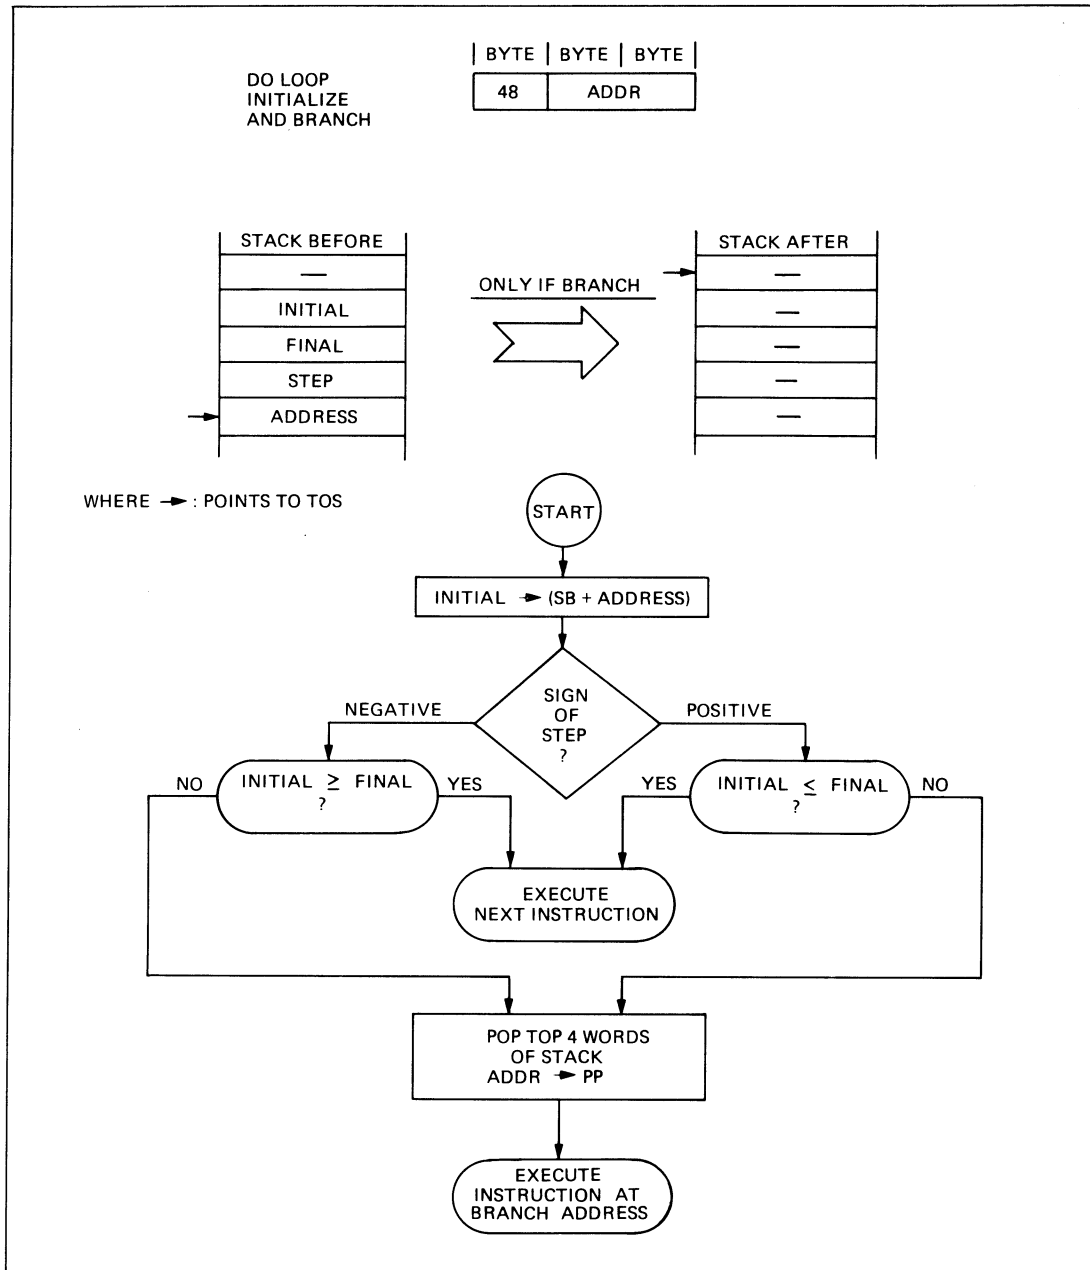 | BYTE | BYTE | BYTE |
DO LOOP
INITIALIZE
AND BRANCH
48 ADDR
STACK BEFORE
—
INITIAL
FINAL
STEP
ADDRESS
ONLY IF BRANCH
STACK AFTER
—
—
—
—
—
WHERE → : POINTS TO TOS
START
INITIAL → (SB + ADDRESS)
SIGN
OF
STEP
?
NEGATIVE
POSITIVE
NO
INITIAL ≥ FINAL
?
YES
YES
INITIAL ≤ FINAL
?
NO
EXECUTE
NEXT INSTRUCTION
POP TOP 4 WORDS
OF STACK
ADDR → PP
EXECUTE
INSTRUCTION AT
BRANCH ADDRESS